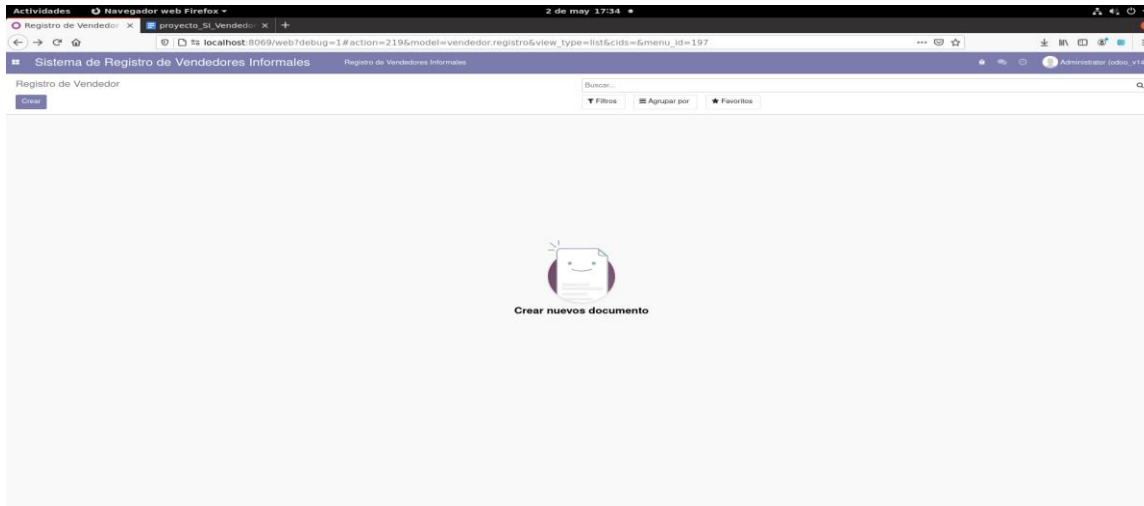 Actividades Navegador web Firefox 2 de may 17:34
Registro de Vendedor proyecto_SI_Vendedo
localhost:8069/web?debug=1#action=219&model=vendedor.registro&view_type=list&cids=&menu_id=197
Sistema de Registro de Vendedores Informales Registro de Vendedores Informales Administrator (odoo_v14
Registro de Vendedor Buscar...
Crear Filtros Agrupar por Favoritos
Crear nuevos documento